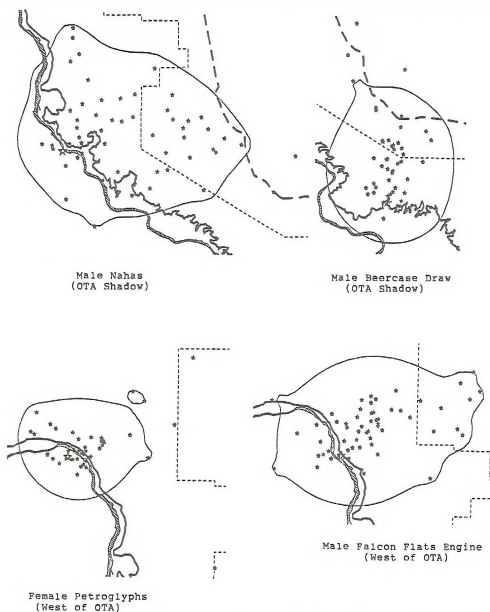 Male Nahas
(OTA Shadow)
Male Beercase Draw
(OTA Shadow)
Female Petroglyphs
(West of OTA)
Male Falcon Flats Engine
(West of OTA)